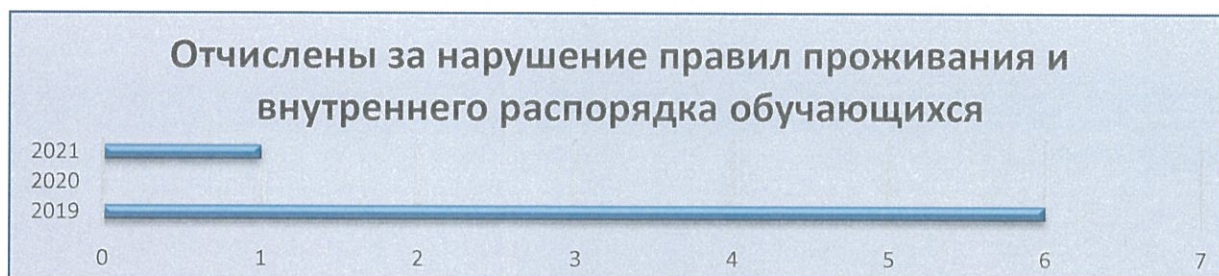 Отчислены за нарушение правил проживания и
внутреннего распорядка обучающихся
2021
2020
2019
0 1 2 3 4 5 6 7